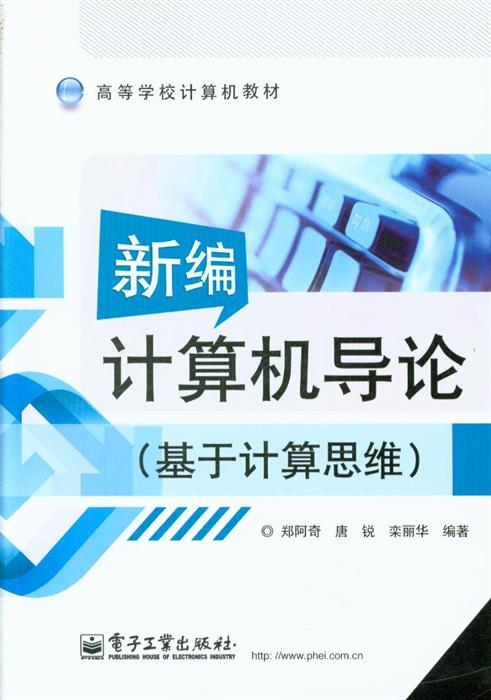 高等学校计算机教材
新编
计算机导论
（基于计算思维）
◎ 郑阿奇 唐 锐 栾丽华 编著
電子工業出版社
PUBLISHING HOUSE OF ELECTRONICS INDUSTRY
http://www.phei.com.cn